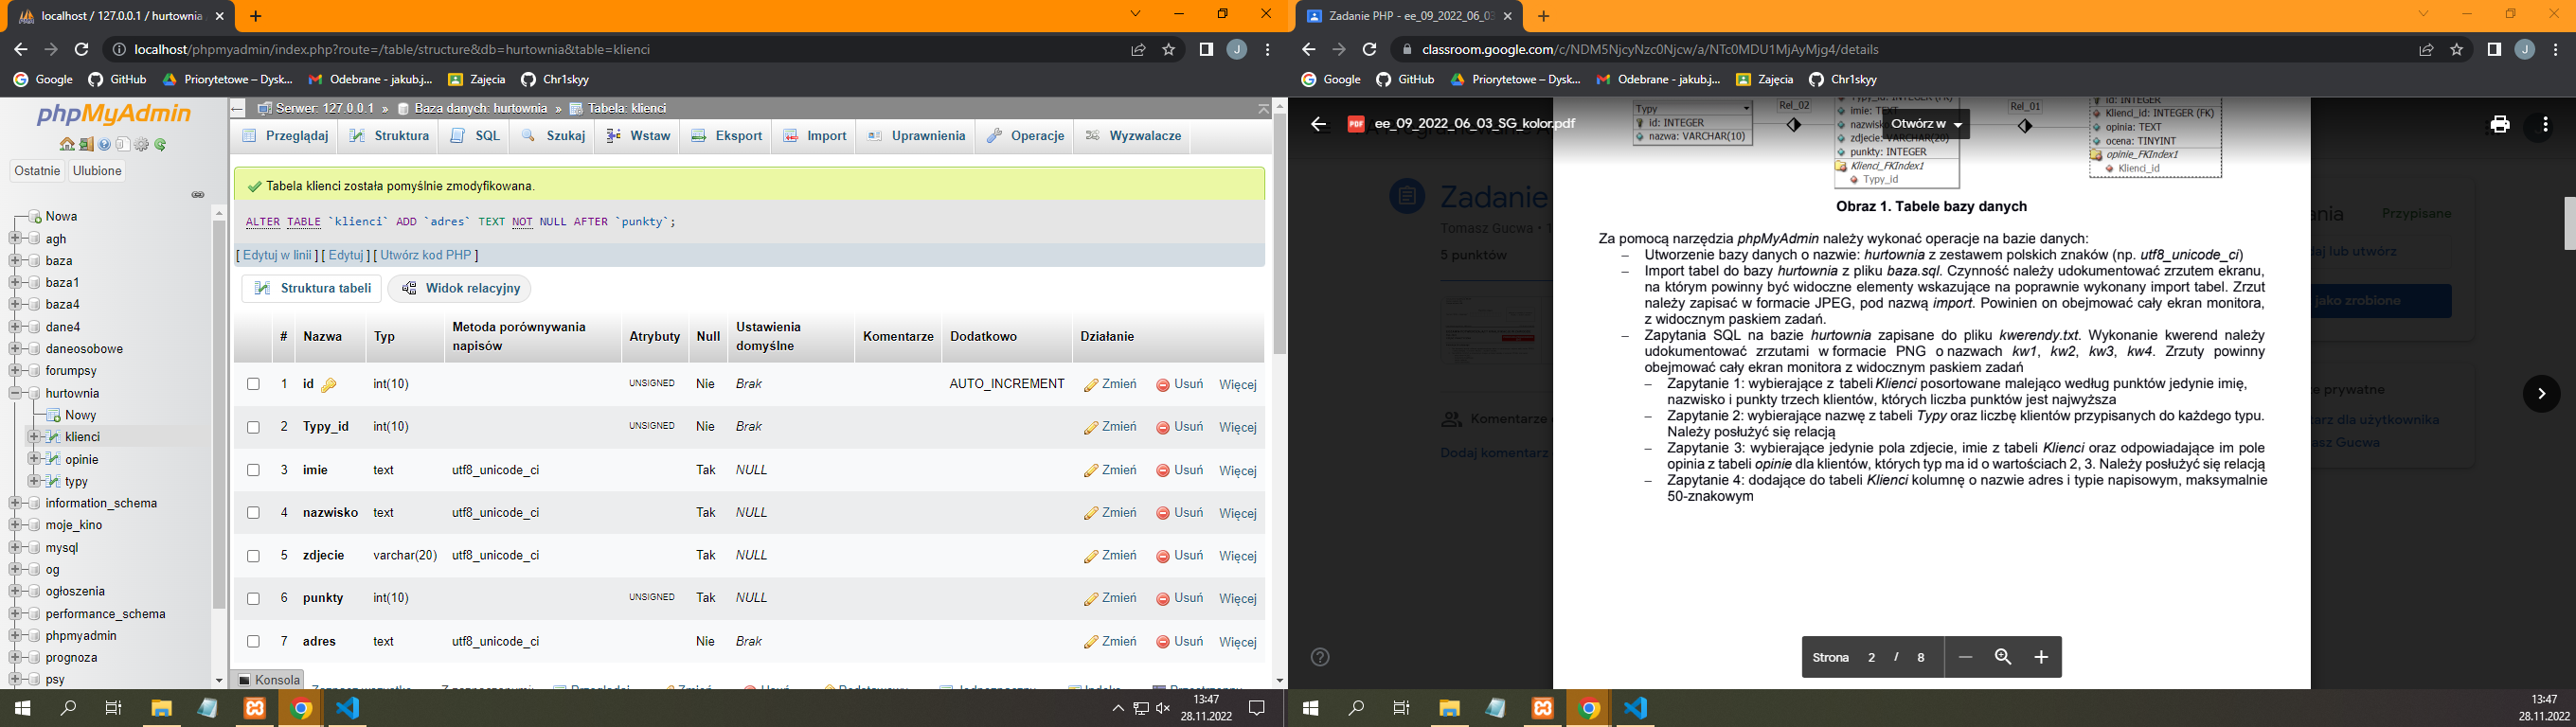 localhost / 127.0.0.1 / hurtownia
localhost/phpmyadmin/index.php?route=/table/structure&db=hurtownia&table=klienci
J
Google GitHub Priorytetowe – Dysk... Odebrane - jakub.j... Zajęcia Chr1skyy
phpMyAdmin
Ostatnie Ulubione
Nowa
agh
baza
baza1
baza4
dane4
daneosobowe
forumpsy
hurtownia
Nowy
klienci
opinie
typy
information_schema
moje_kino
mysql
og
ogłoszenia
performance_schema
phpmyadmin
prognoza
psy
Serwer: 127.0.0.1 » Baza danych: hurtownia » Tabela: klienci
Przeglądaj Struktura SQL Szukaj Wstaw Eksport Import Uprawnienia Operacje Wyzwalacze
Tabela klienci została pomyślnie zmodyfikowana.
ALTER TABLE `klienci` ADD `adres` TEXT NOT NULL AFTER `punkty`;
[ Edytuj w linii ] [ Edytuj ] [ Utwórz kod PHP ]
Struktura tabeli Widok relacyjny
# Nazwa Typ Metoda porównywania napisów Atrybuty Null Ustawienia domyślne Komentarze Dodatkowo Działanie
1 id int(10) UNSIGNED Nie Brak AUTO_INCREMENT Zmień Usuń Więcej
2 Typy_id int(10) UNSIGNED Nie Brak Zmień Usuń Więcej
3 imie text utf8_unicode_ci Tak NULL Zmień Usuń Więcej
4 nazwisko text utf8_unicode_ci Tak NULL Zmień Usuń Więcej
5 zdjecie varchar(20) utf8_unicode_ci Tak NULL Zmień Usuń Więcej
6 punkty int(10) UNSIGNED Tak NULL Zmień Usuń Więcej
7 adres text utf8_unicode_ci Nie Brak Zmień Usuń Więcej
Konsola
13:47
28.11.2022
Zadanie PHP - ee_09_2022_06_03
classroom.google.com/c/NDM5NjcyNzc0Njcw/a/NTc0MDU1MjAyMjg4/details
J
Google GitHub Priorytetowe – Dysk... Odebrane - jakub.j... Zajęcia Chr1skyy
PDF ee_09_2022_06_03_SG_kolor.pdf
Otwórz w
Zadanie
Tomasz Gucwa
5 punktów
Przypisane
lub utwórz
jako zrobione
Komentarze
Dodaj komentarz
prywatne
dla użytkownika
Gucwa
Typy
id: INTEGER
nazwa: VARCHAR(10)
Rel_02
imie: TEXT
nazwisko
zdjecie: VARCHAR(20)
punkty: INTEGER
Klienci_FKIndex1
Typy_id
Rel_01
id: INTEGER
Klienci_id: INTEGER (FK)
opinia: TEXT
ocena: TINYINT
opinie_FKIndex1
Klienci_id
Obraz 1. Tabele bazy danych
Za pomocą narzędzia phpMyAdmin należy wykonać operacje na bazie danych:
– Utworzenie bazy danych o nazwie: hurtownia z zestawem polskich znaków (np. utf8_unicode_ci)
– Import tabel do bazy hurtownia z pliku baza.sql. Czynność należy udokumentować zrzutem ekranu,
na którym powinny być widoczne elementy wskazujące na poprawnie wykonany import tabel. Zrzut
należy zapisać w formacie JPEG, pod nazwą import. Powinien on obejmować cały ekran monitora,
z widocznym paskiem zadań.
– Zapytania SQL na bazie hurtownia zapisane do pliku kwerendy.txt. Wykonanie kwerend należy
udokumentować zrzutami w formacie PNG o nazwach kw1, kw2, kw3, kw4. Zrzuty powinny
obejmować cały ekran monitora z widocznym paskiem zadań
– Zapytanie 1: wybierające z tabeli Klienci posortowane malejąco według punktów jedynie imię,
nazwisko i punkty trzech klientów, których liczba punktów jest najwyższa
– Zapytanie 2: wybierające nazwę z tabeli Typy oraz liczbę klientów przypisanych do każdego typu.
Należy posłużyć się relacją
– Zapytanie 3: wybierające jedynie pola zdjecie, imie z tabeli Klienci oraz odpowiadające im pole
opinia z tabeli opinie dla klientów, których typ ma id o wartościach 2, 3. Należy posłużyć się relacją
– Zapytanie 4: dodające do tabeli Klienci kolumnę o nazwie adres i typie napisowym, maksymalnie
50-znakowym
Strona 2 / 8
13:47
28.11.2022